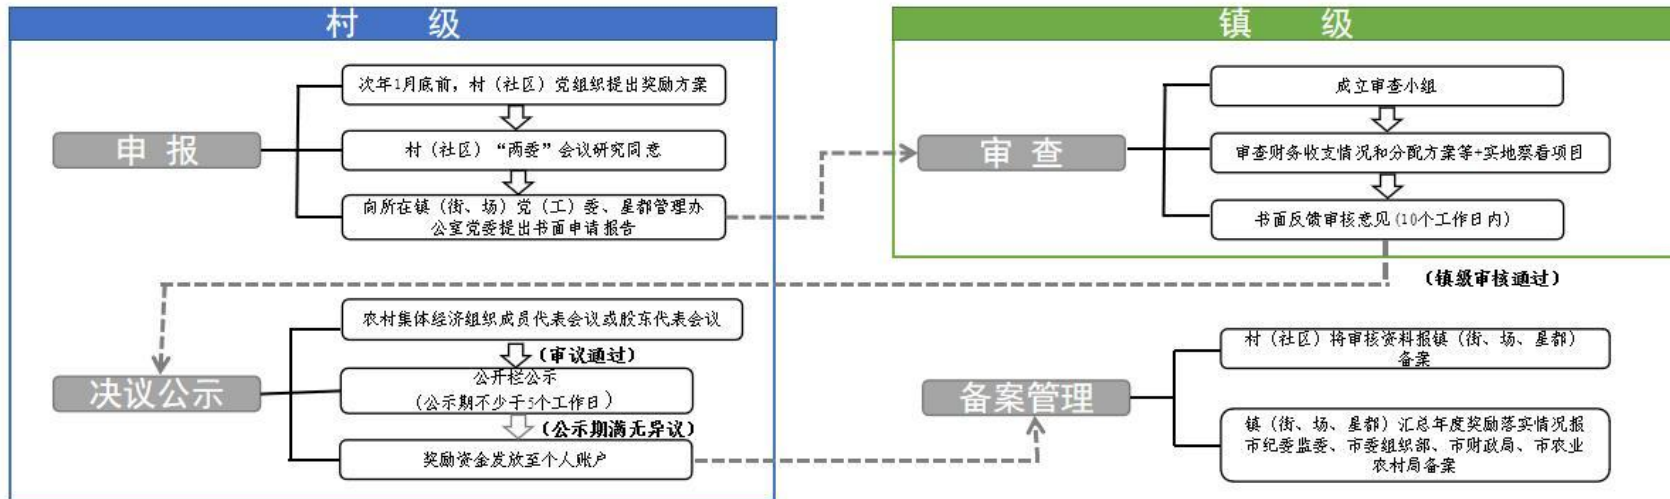 村 级
申 报
次年1月底前，村（社区）党组织提出奖励方案
村（社区）“两委”会议研究同意
向所在镇（街、场）党（工）委、星都管理办
公室党委提出书面申请报告
镇 级
审 查
成立审查小组
审查财务收支情况和分配方案等+实地察看项目
书面反馈审核意见(10个工作日内)
（镇级审核通过）
决议公示
农村集体经济组织成员代表会议或股东代表会议
（审议通过）
公开栏公示
（公示期不少于5个工作日）
（公示期满无异议）
奖励资金发放至个人账户
备案管理
村（社区）将审核资料报镇（街、场、星都）
备案
镇（街、场、星都）汇总年度奖励落实情况报
市纪委监委、市委组织部、市财政局、市农业
农村局备案